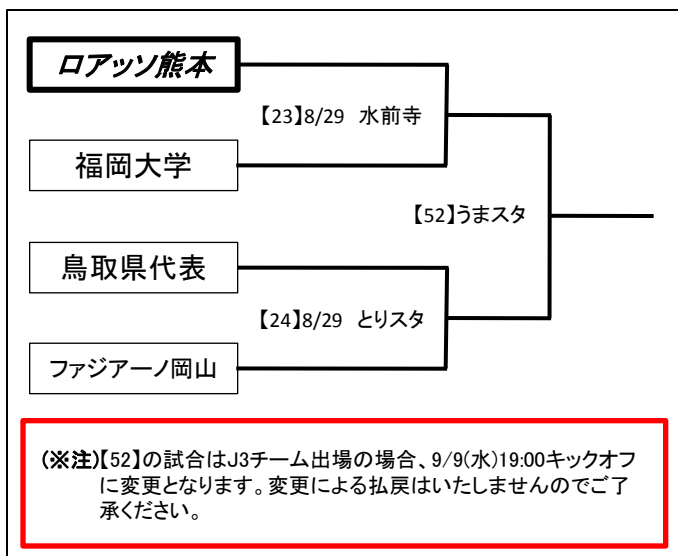 ロアッソ熊本
【23】8/29 水前寺
福岡大学
【52】うまスタ
鳥取県代表
【24】8/29 とりスタ
ファジアーノ岡山
(※注)【52】の試合はJ3チーム出場の場合、9/9(水)19:00キックオフ
に変更となります。変更による払戻はいたしませんのでご了
承ください。